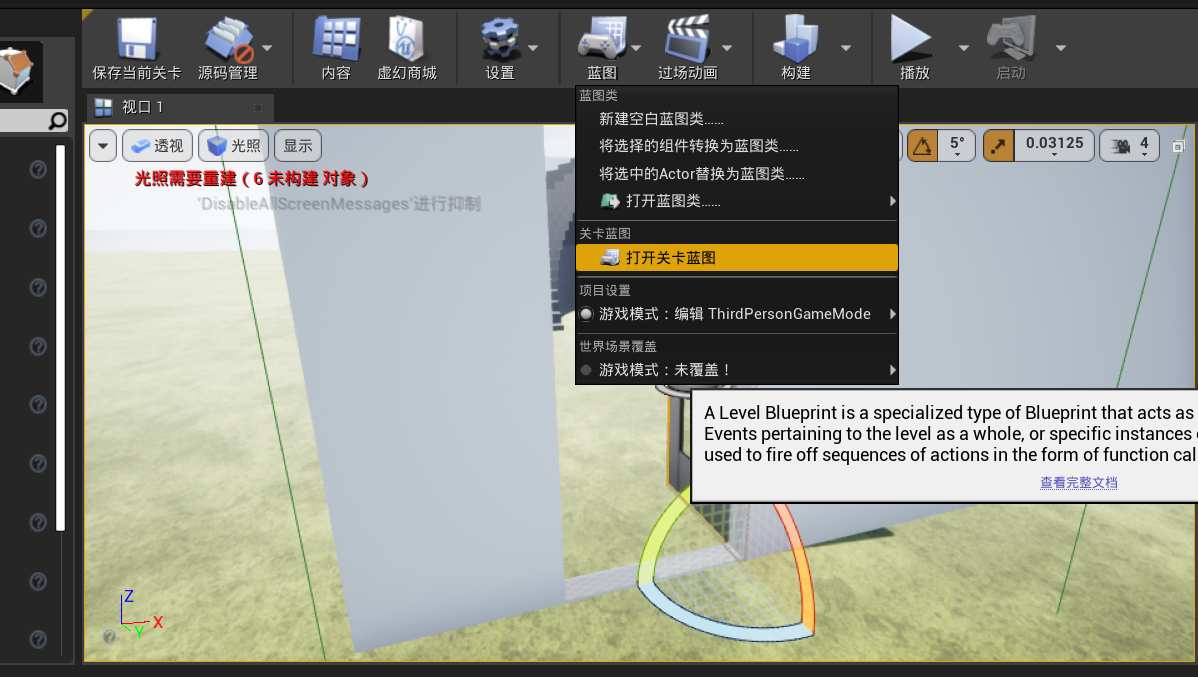 保存当前关卡
源码管理
内容
虚幻商城
设置
蓝图
过场动画
构建
播放
启动
视口 1
透视
光照
显示
5°
0.03125
4
光照需要重建 ( 6 未构建 对象 )
'DisableAllScreenMessages'进行抑制
蓝图类
新建空白蓝图类......
将选择的组件转换为蓝图类......
将选中的Actor替换为蓝图类......
打开蓝图类......
关卡蓝图
打开关卡蓝图
项目设置
游戏模式：编辑 ThirdPersonGameMode
世界场景覆盖
游戏模式：未覆盖！
A Level Blueprint is a specialized type of Blueprint that acts as
Events pertaining to the level as a whole, or specific instances
used to fire off sequences of actions in the form of function cal
查看完整文档
Z
X
Y